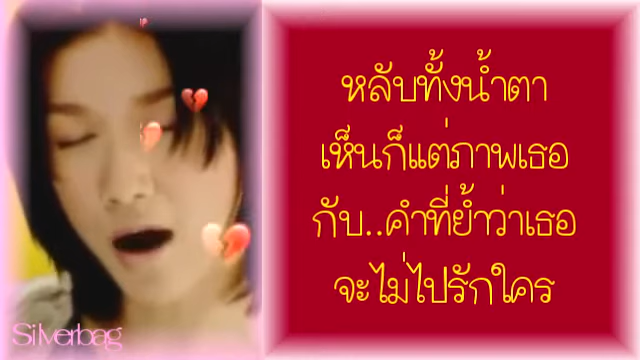 หลับทั้งน้ำตา
เห็นก็แต่ภาพเธอ
กับ..คำที่ย้ำว่าเธอ
จะไม่ไปรักใคร
Silverbag